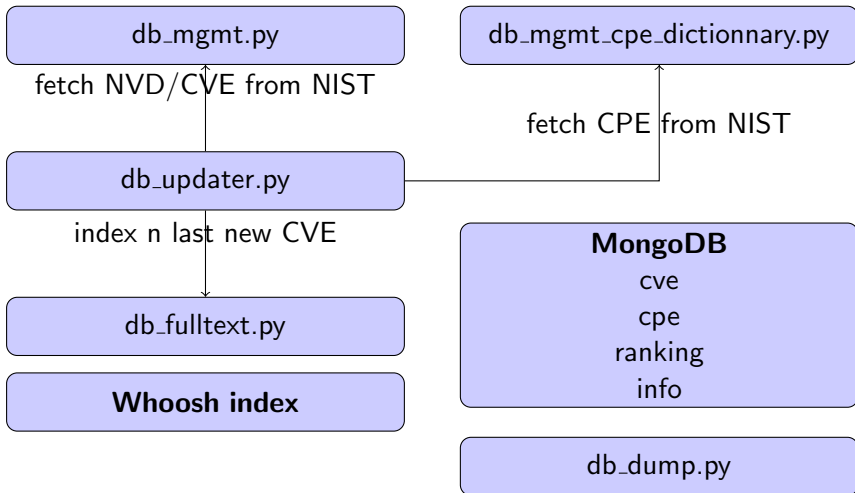 db_mgmt.py
db_mgmt_cpe_dictionnary.py
fetch NVD/CVE from NIST
fetch CPE from NIST
db_updater.py
index n last new CVE
MongoDB
cve
cpe
ranking
info
db_fulltext.py
Whoosh index
db_dump.py